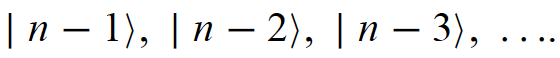 | n − 1⟩, | n − 2⟩, | n − 3⟩, ….